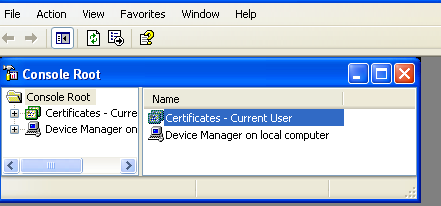 File Action View Favorites Window Help
Console Root
Console Root
Certificates - Curre
Device Manager on
Name
Certificates - Current User
Device Manager on local computer